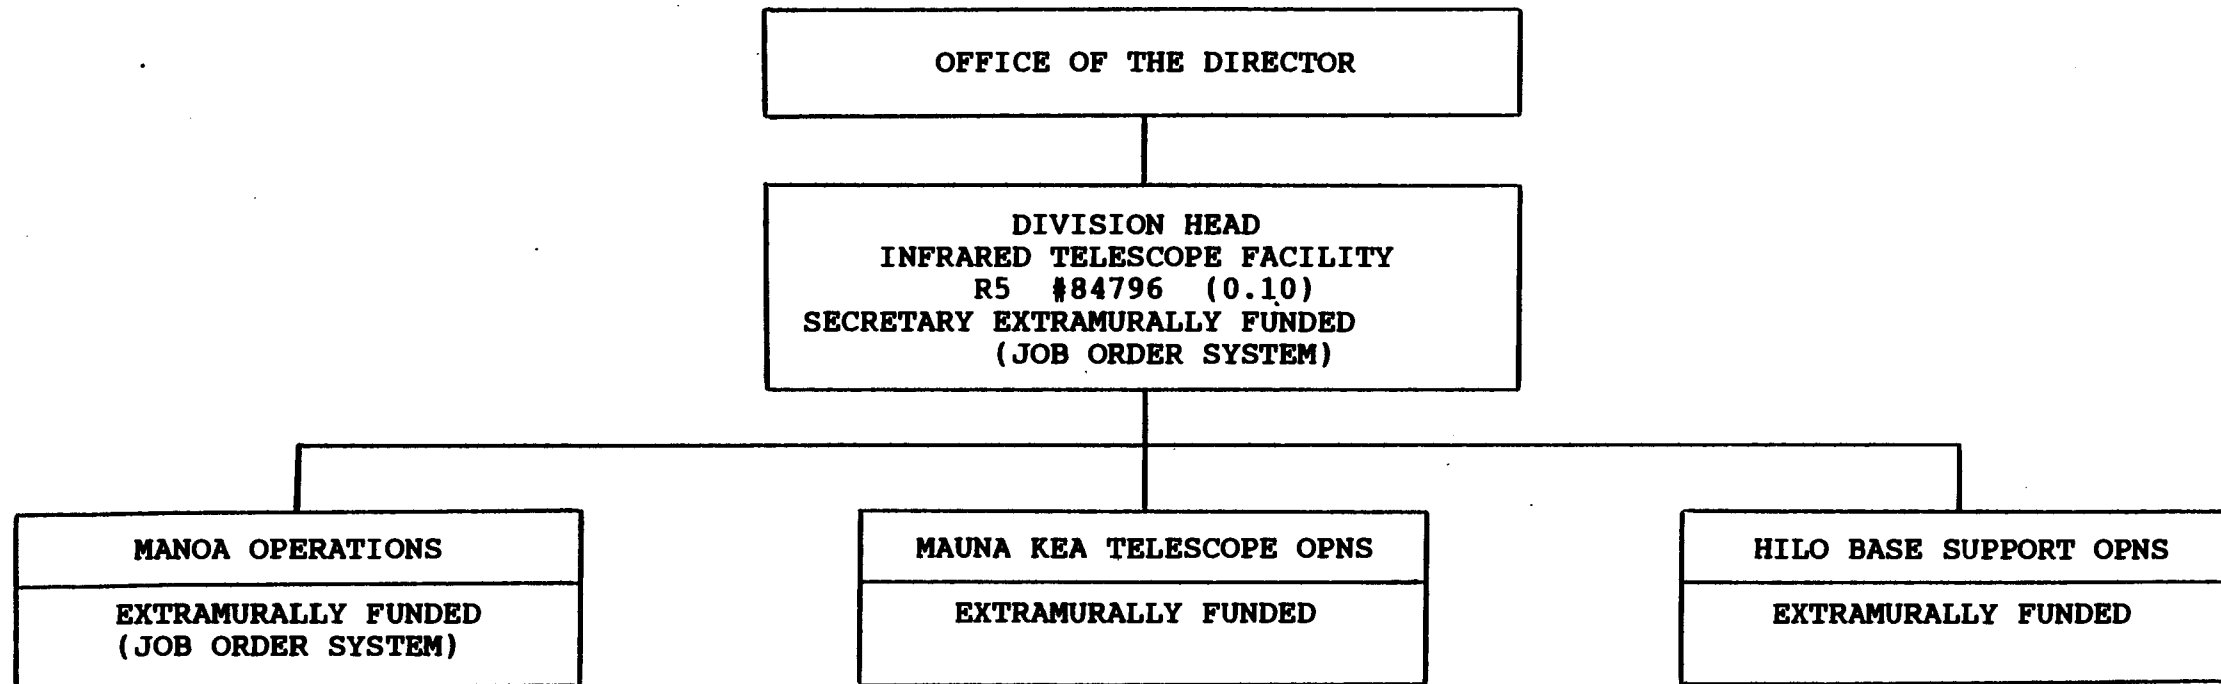 OFFICE OF THE DIRECTOR
DIVISION HEAD
INFRARED TELESCOPE FACILITY
R5 #84796 (0.10)
SECRETARY EXTRAMURALLY FUNDED
(JOB ORDER SYSTEM)
MANOA OPERATIONS
EXTRAMURALLY FUNDED
(JOB ORDER SYSTEM)
MAUNA KEA TELESCOPE OPNS
EXTRAMURALLY FUNDED
HILO BASE SUPPORT OPNS
EXTRAMURALLY FUNDED